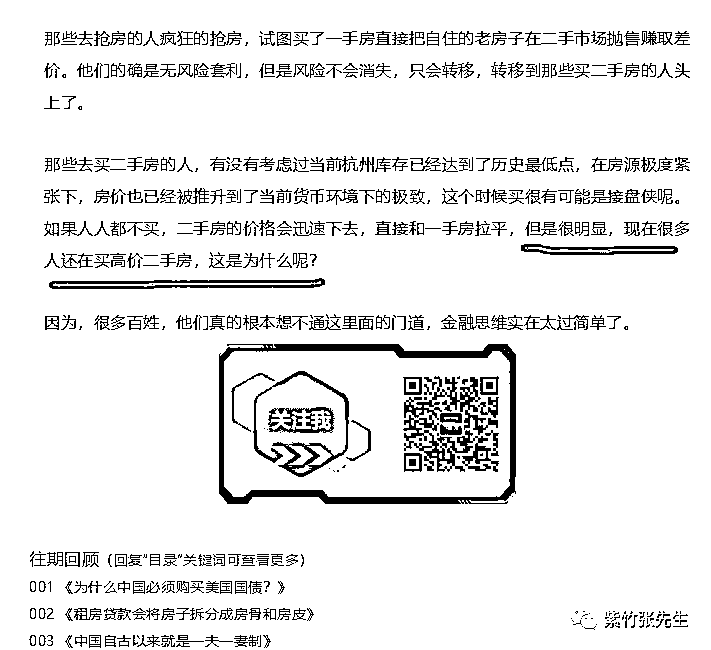 那些去抢房的人疯狂的抢房，试图买了一手房直接把自住的老房子在二手市场抛售赚取差
价。他们的确是无风险套利，但是风险不会消失，只会转移，转移到那些买二手房的人头
上了。
那些去买二手房的人，有没有考虑过当前杭州库存已经达到了历史最低点，在房源极度紧
张下，房价也已经被推升到了当前货币环境下的极致，这个时候买很有可能是接盘侠呢。
如果人人都不买，二手房的价格会迅速下去，直接和一手房拉平，但是很明显，现在很多
人还在买高价二手房，这是为什么呢？
因为，很多百姓，他们真的根本想不通这里面的门道，金融思维实在太过简单了。
关注我
往期回顾（回复“目录”关键词可查看更多）
001 《为什么中国必须购买美国国债？》
002 《租房贷款会将房子拆分成房骨和房皮》
003 《中国自古以来就是一夫一妻制》
紫竹张先生